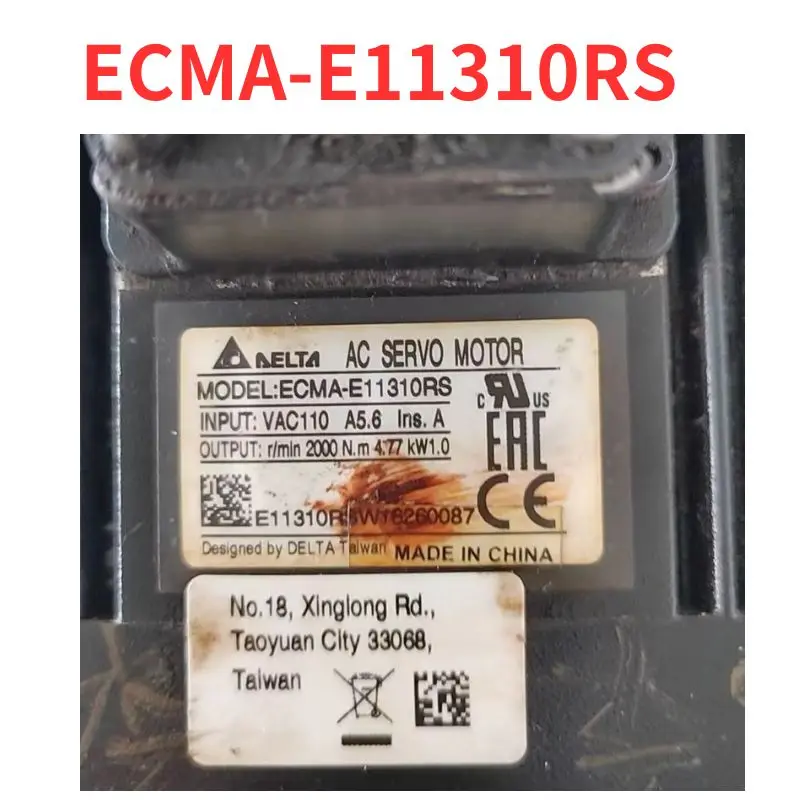 ECMA-E11310RS
DELTA AC SERVO MOTOR
MODEL:ECMA-E11310RS
INPUT: VAC110 A5.6 Ins. A
OUTPUT: r/min 2000 N.m 4.77 kW1.0
c RU US
EAC
E11310RSW16260087 CE
Designed by DELTA Taiwan MADE IN CHINA
No.18, Xinglong Rd.,
Taoyuan City 33068,
Taiwan